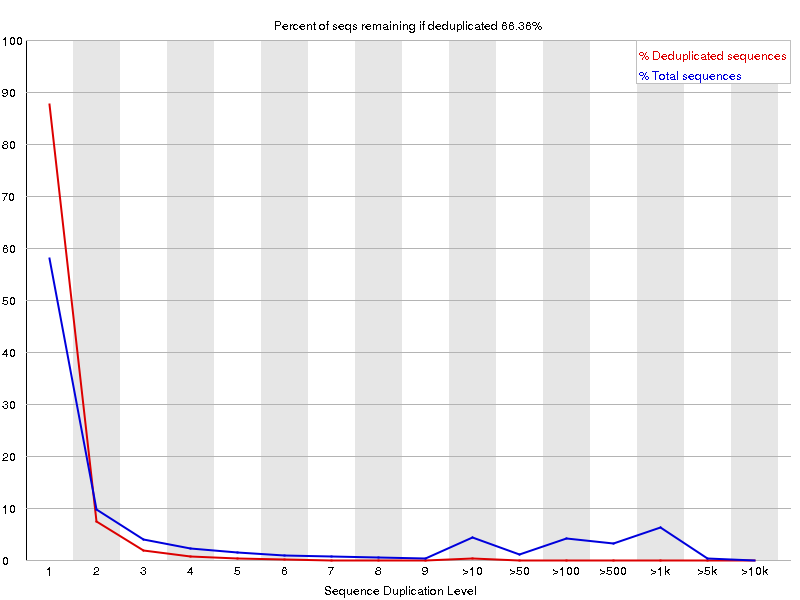 Percent of seqs remaining if deduplicated 66.36%
% Deduplicated sequences
% Total sequences
100
90
80
70
60
50
40
30
20
10
0
1 2 3 4 5 6 7 8 9 >10 >50 >100 >500 >1k >5k >10k
Sequence Duplication Level